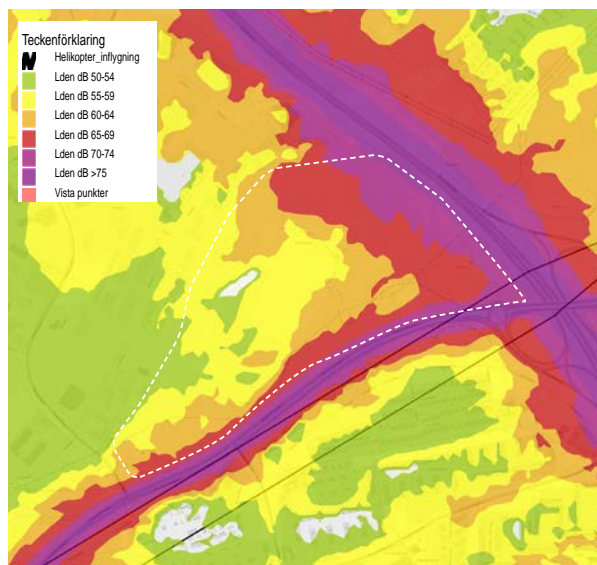 Teckenförklaring
Helikopter_inflygning
Lden dB 50-54
Lden dB 55-59
Lden dB 60-64
Lden dB 65-69
Lden dB 70-74
Lden dB >75
Vista punkter